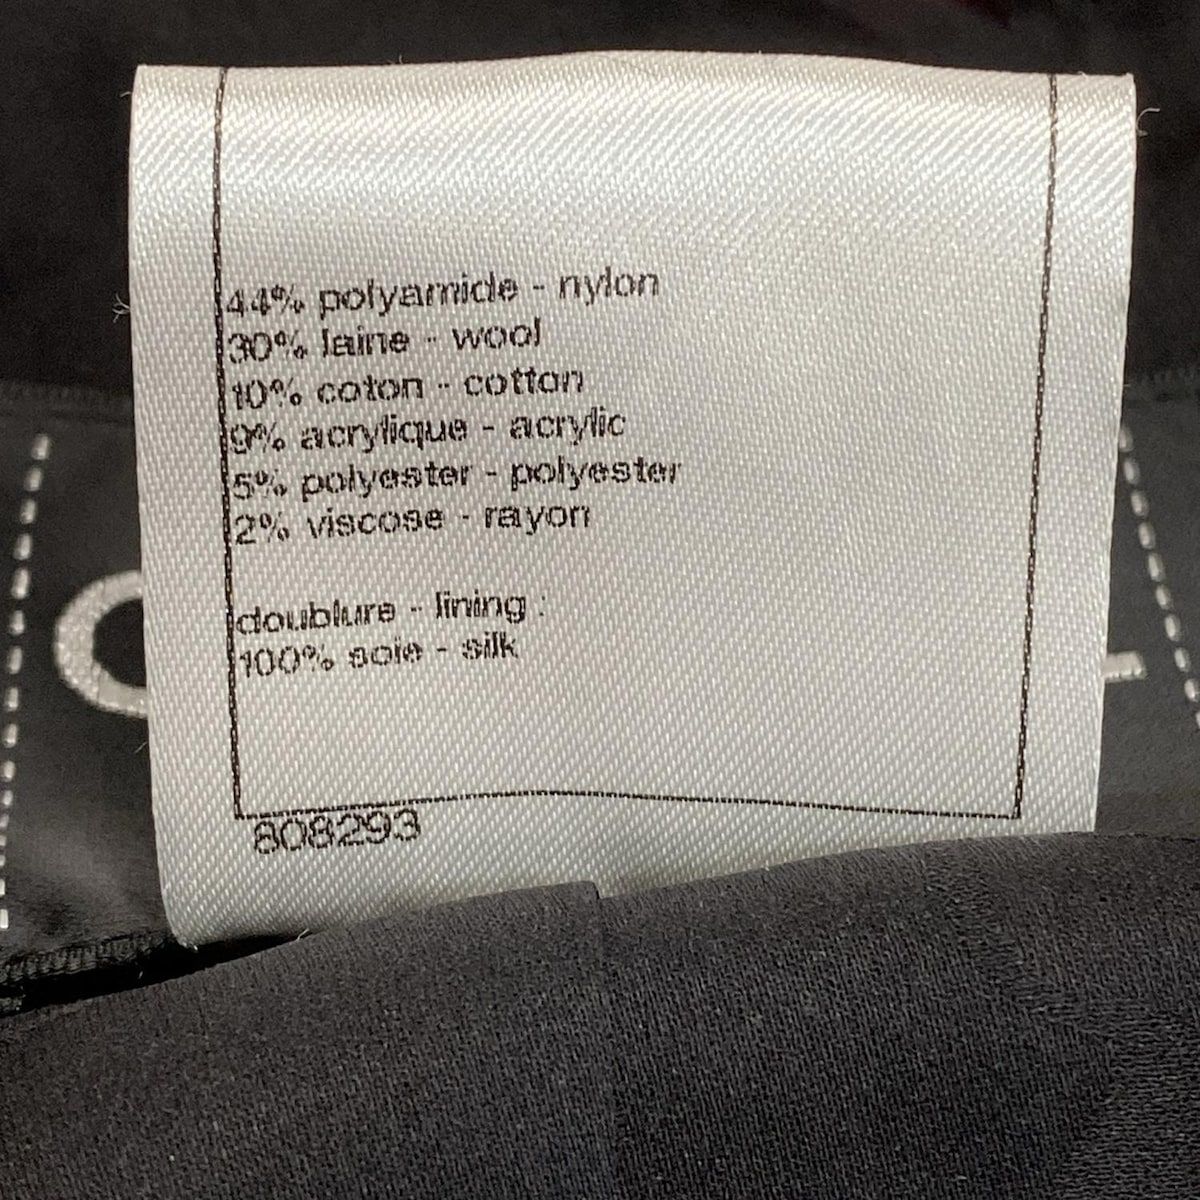 44% polyamide - nylon
30% laine - wool
10% coton - cotton
9% acrylique - acrylic
5% polyester - polyester
2% viscose - rayon
doublure - lining :
100% soie - silk
808293